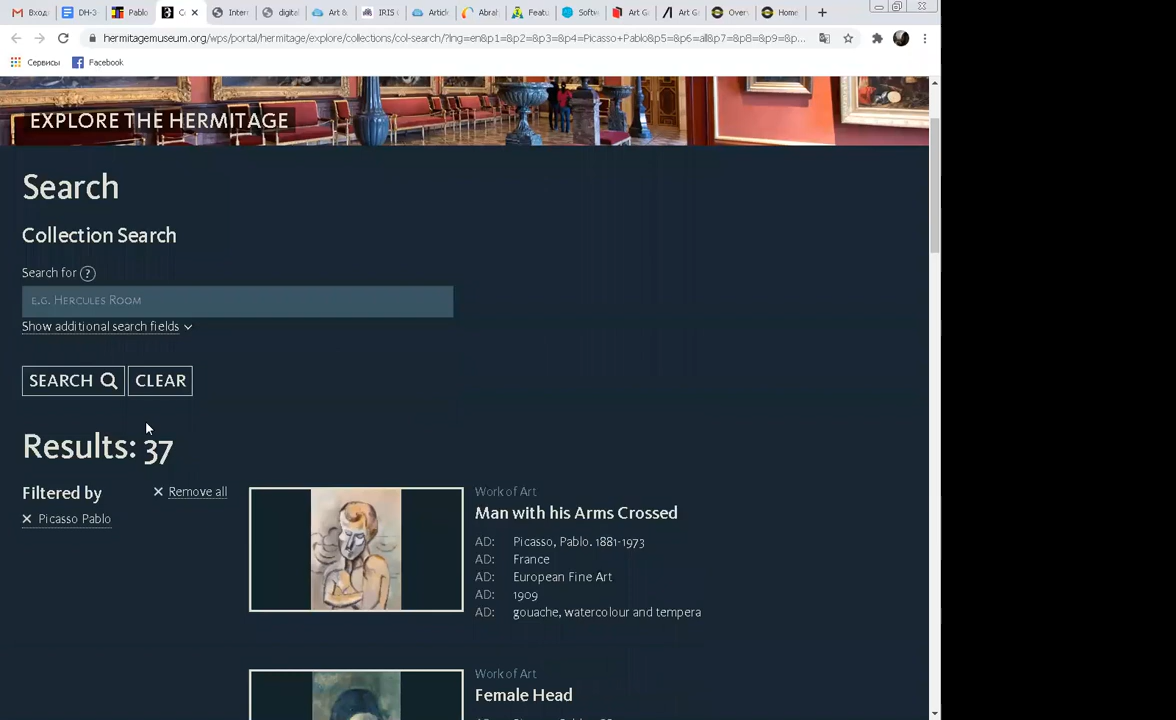 Вход
DH-3
Pablo
C
Intern
digital
Art &
IRIS
Article
Abrah
Featu
Softw
Art G
Art G
Over
Home
hermitagemuseum.org/wps/portal/hermitage/explore/collections/col-search/?lng=en&p1=&p2=&p3=&p4=Picasso+Pablo&p5=&p6=all&p7=&p8=&p9=&p...
Сервисы
Facebook
EXPLORE THE HERMITAGE
Search
Collection Search
Search for ?
E.G. HERCULES ROOM
Show additional search fields
SEARCH
CLEAR
Results: 37
Filtered by
Remove all
Picasso Pablo
Work of Art
Man with his Arms Crossed
AD: Picasso, Pablo. 1881-1973
AD: France
AD: European Fine Art
AD: 1909
AD: gouache, watercolour and tempera
Work of Art
Female Head